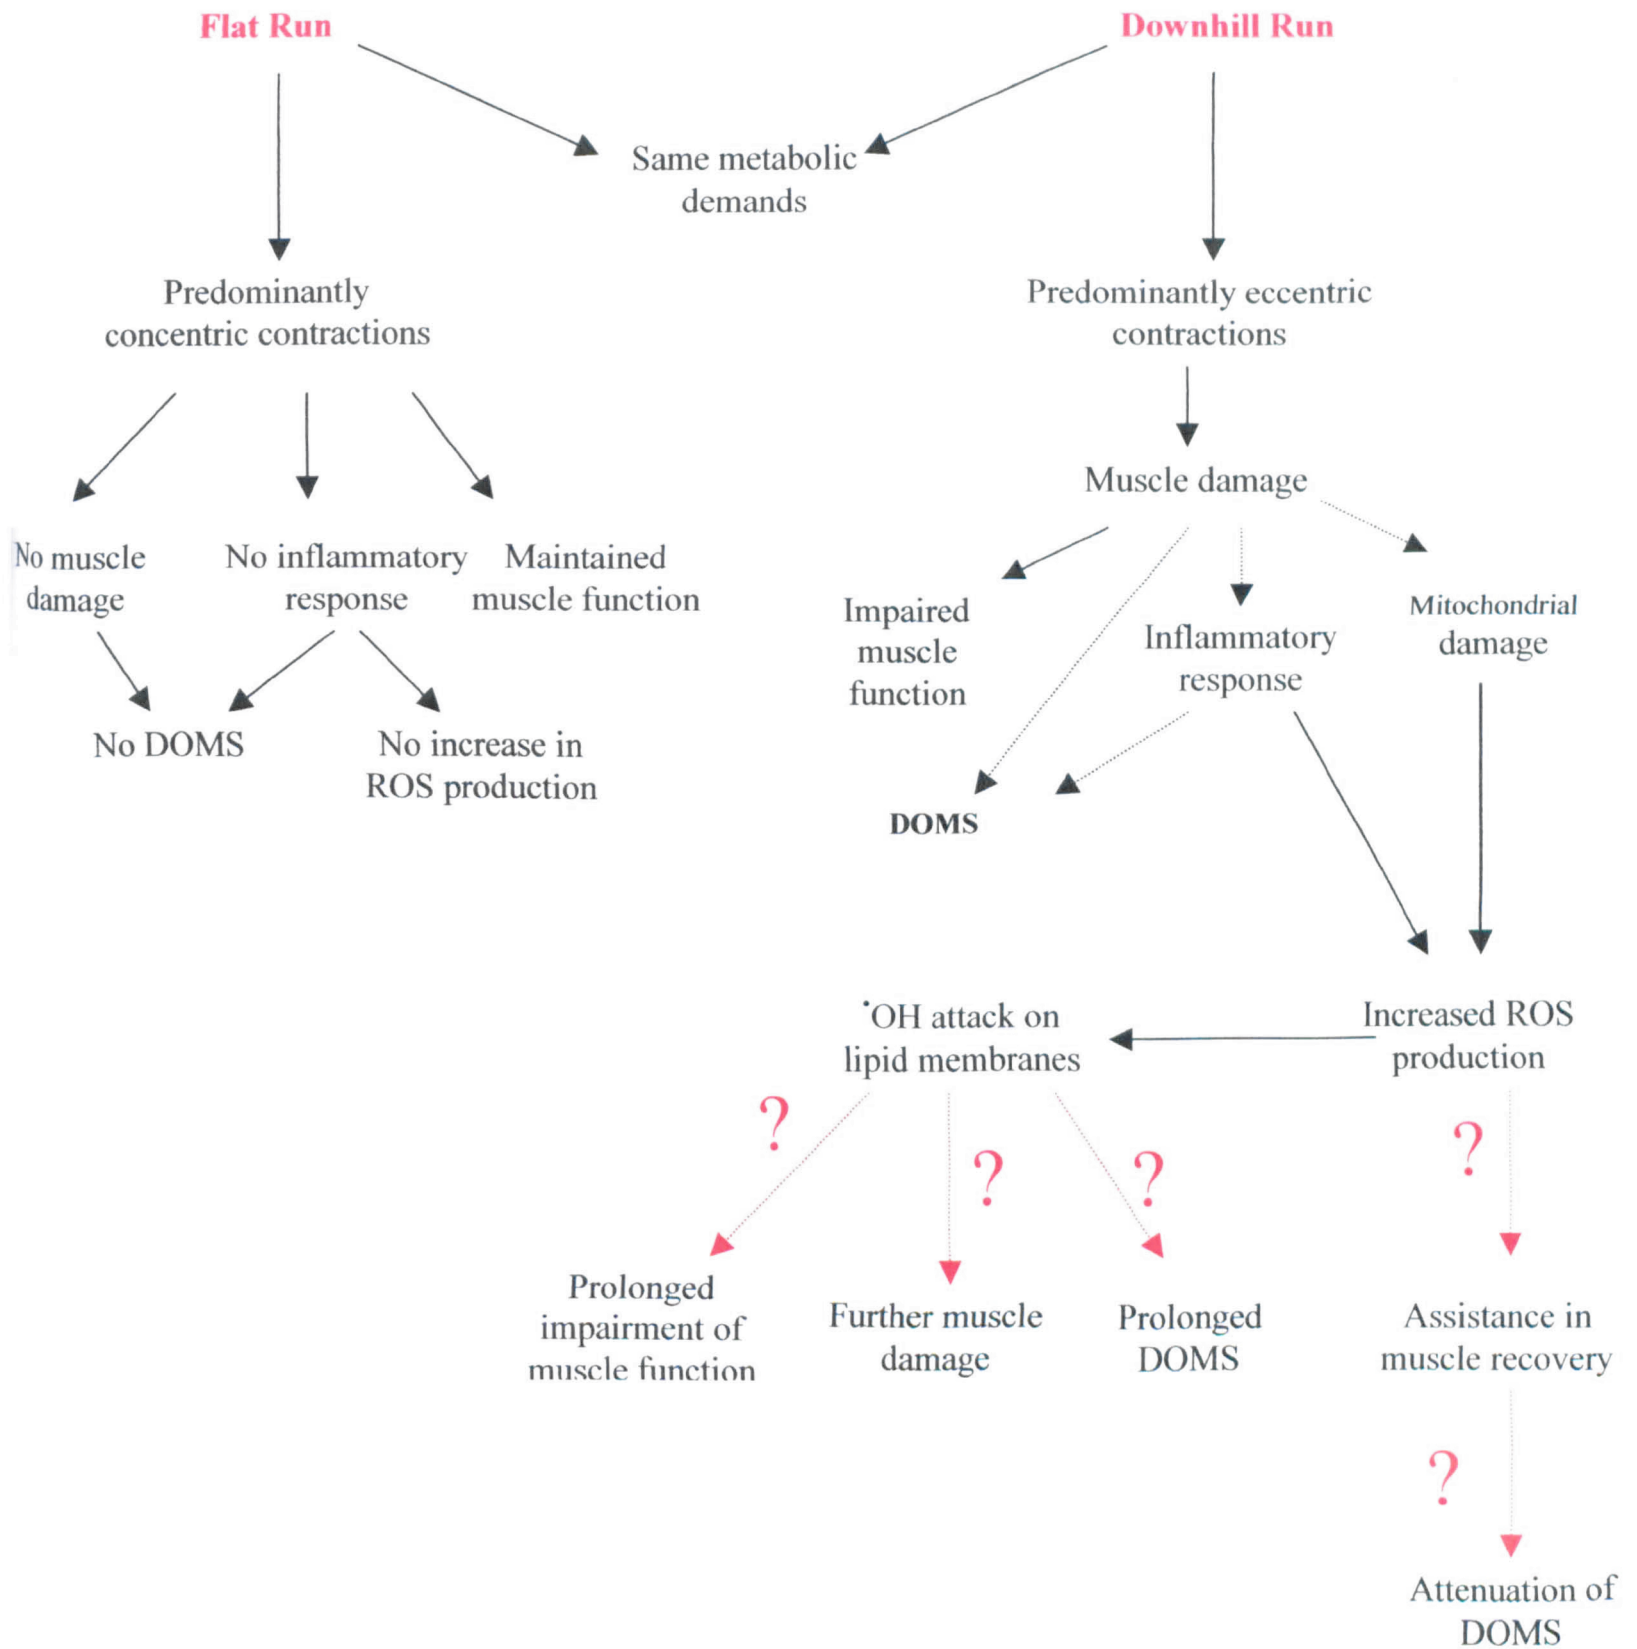 Flat Run
Downhill Run
Same metabolic
demands
Predominantly
concentric contractions
Predominantly eccentric
contractions
Muscle damage
No muscle
damage
No inflammatory
response
Maintained
muscle function
Impaired
muscle
function
Inflammatory
response
Mitochondrial
damage
No DOMS
No increase in
ROS production
DOMS
•OH attack on
lipid membranes
Increased ROS
production
?
?
?
?
Prolonged
impairment of
muscle function
Further muscle
damage
Prolonged
DOMS
Assistance in
muscle recovery
?
Attenuation of
DOMS